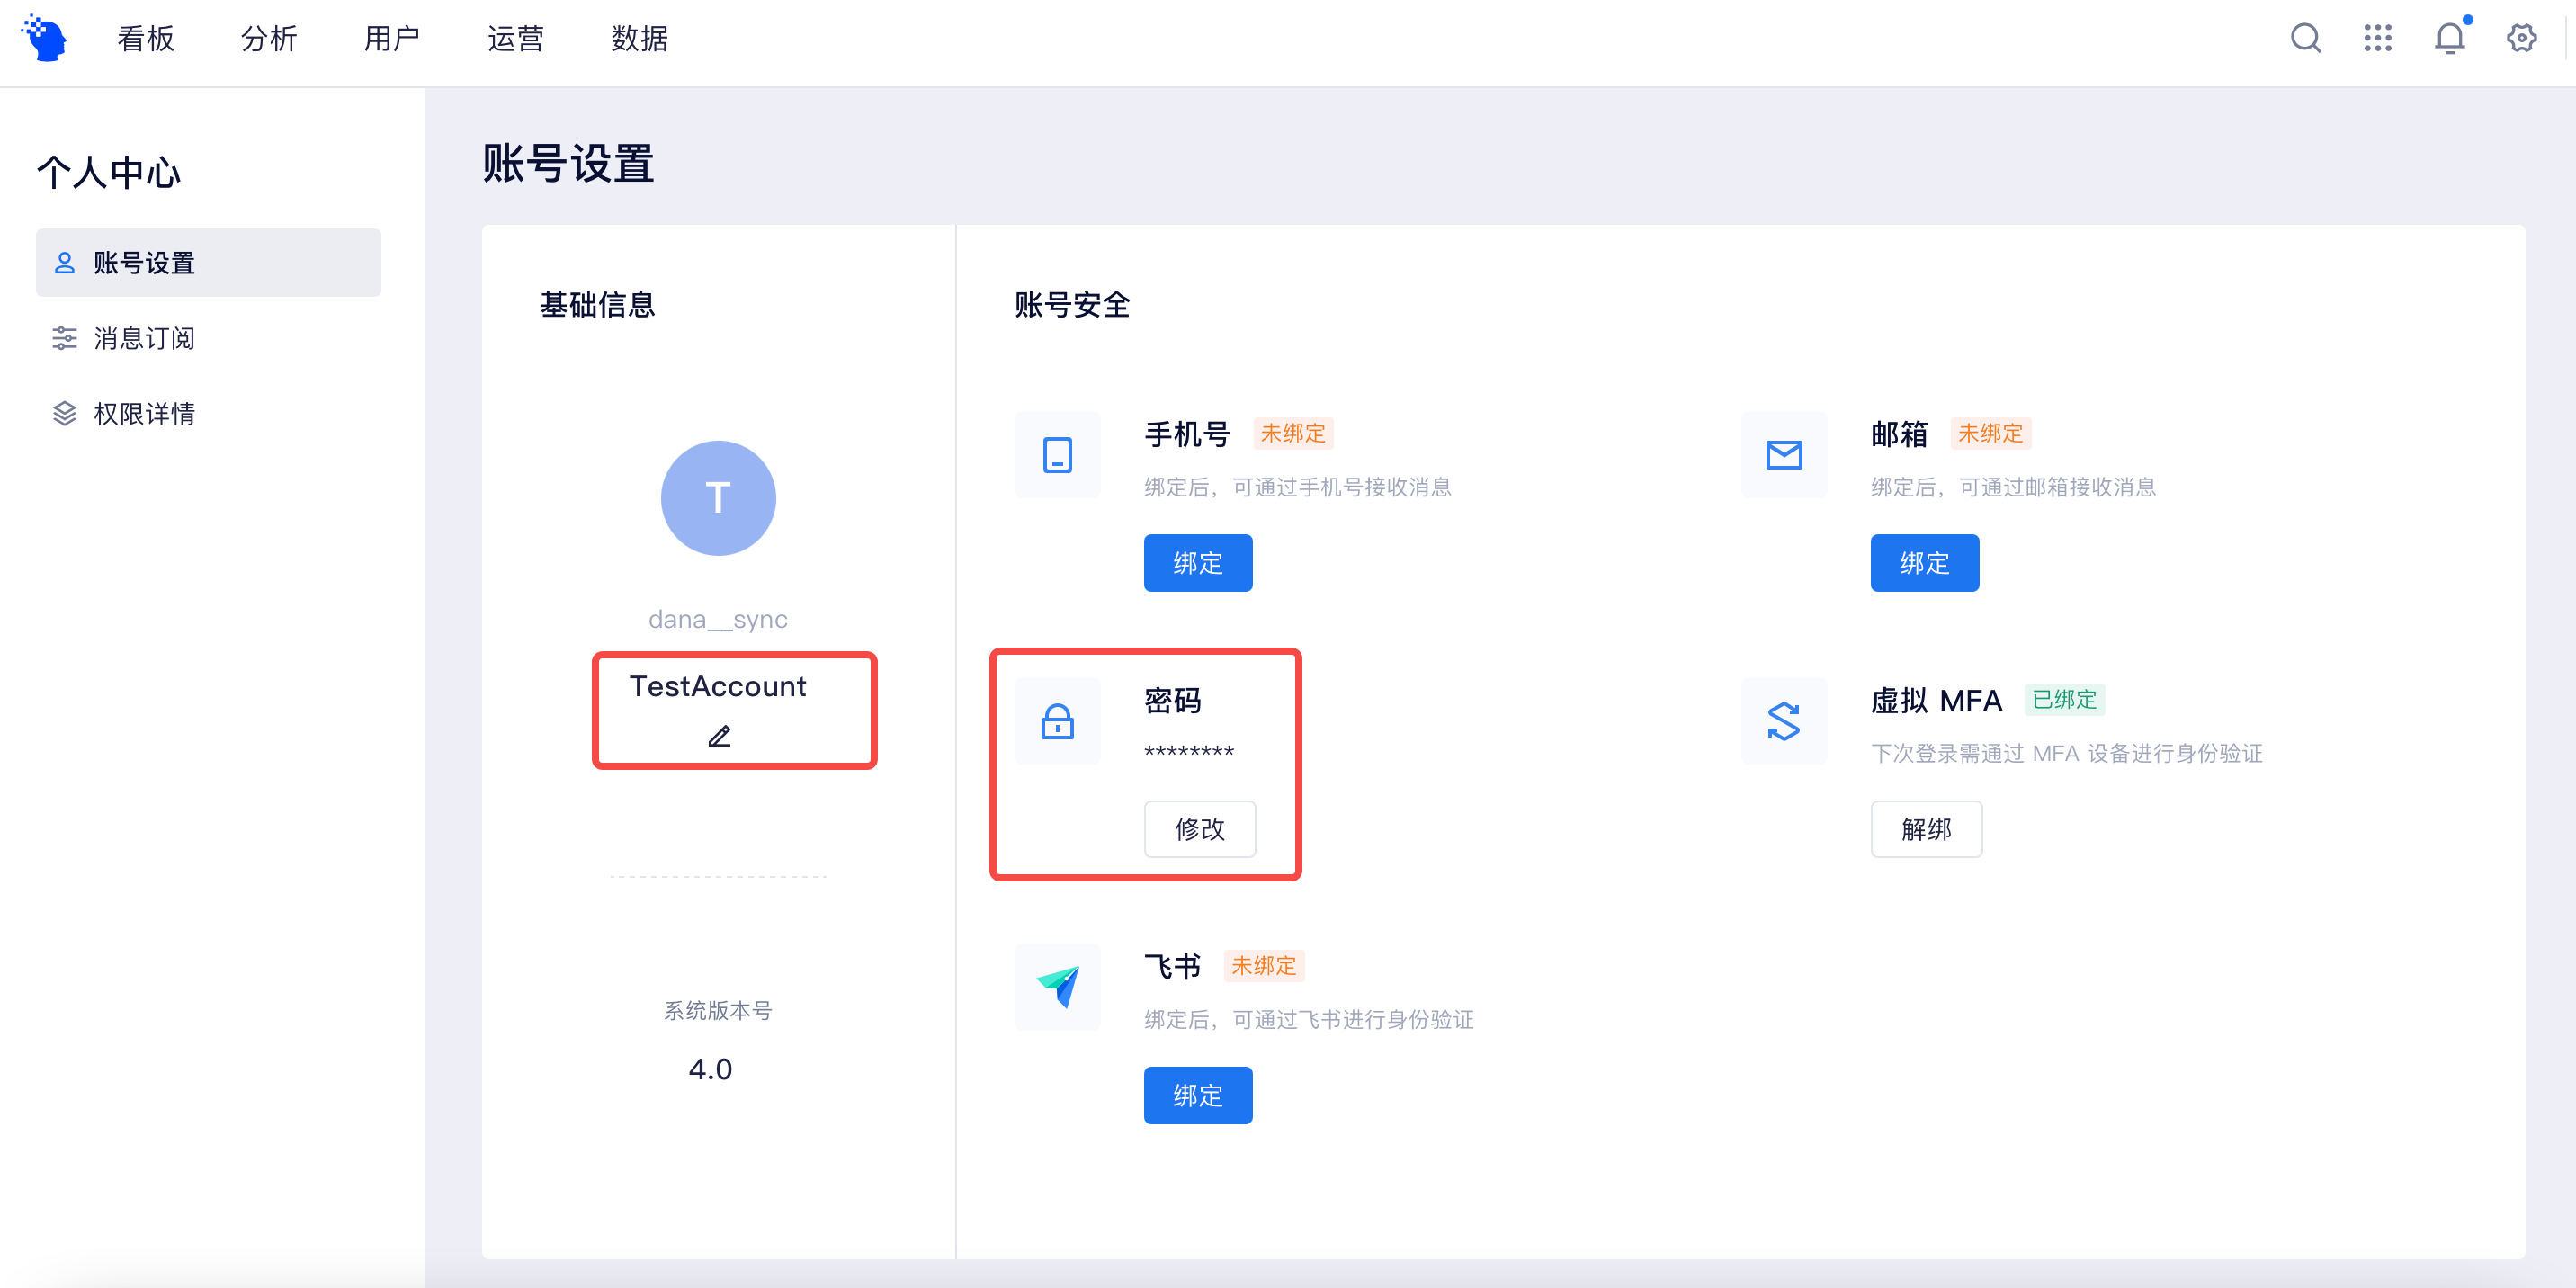 看板 分析 用户 运营 数据
个人中心
账号设置
消息订阅
权限详情
账号设置
基础信息
T
dana__sync
TestAccount
系统版本号
4.0
账号安全
手机号 未绑定
绑定后，可通过手机号接收消息
绑定
邮箱 未绑定
绑定后，可通过邮箱接收消息
绑定
密码
********
修改
虚拟 MFA 已绑定
下次登录需通过 MFA 设备进行身份验证
解绑
飞书 未绑定
绑定后，可通过飞书进行身份验证
绑定